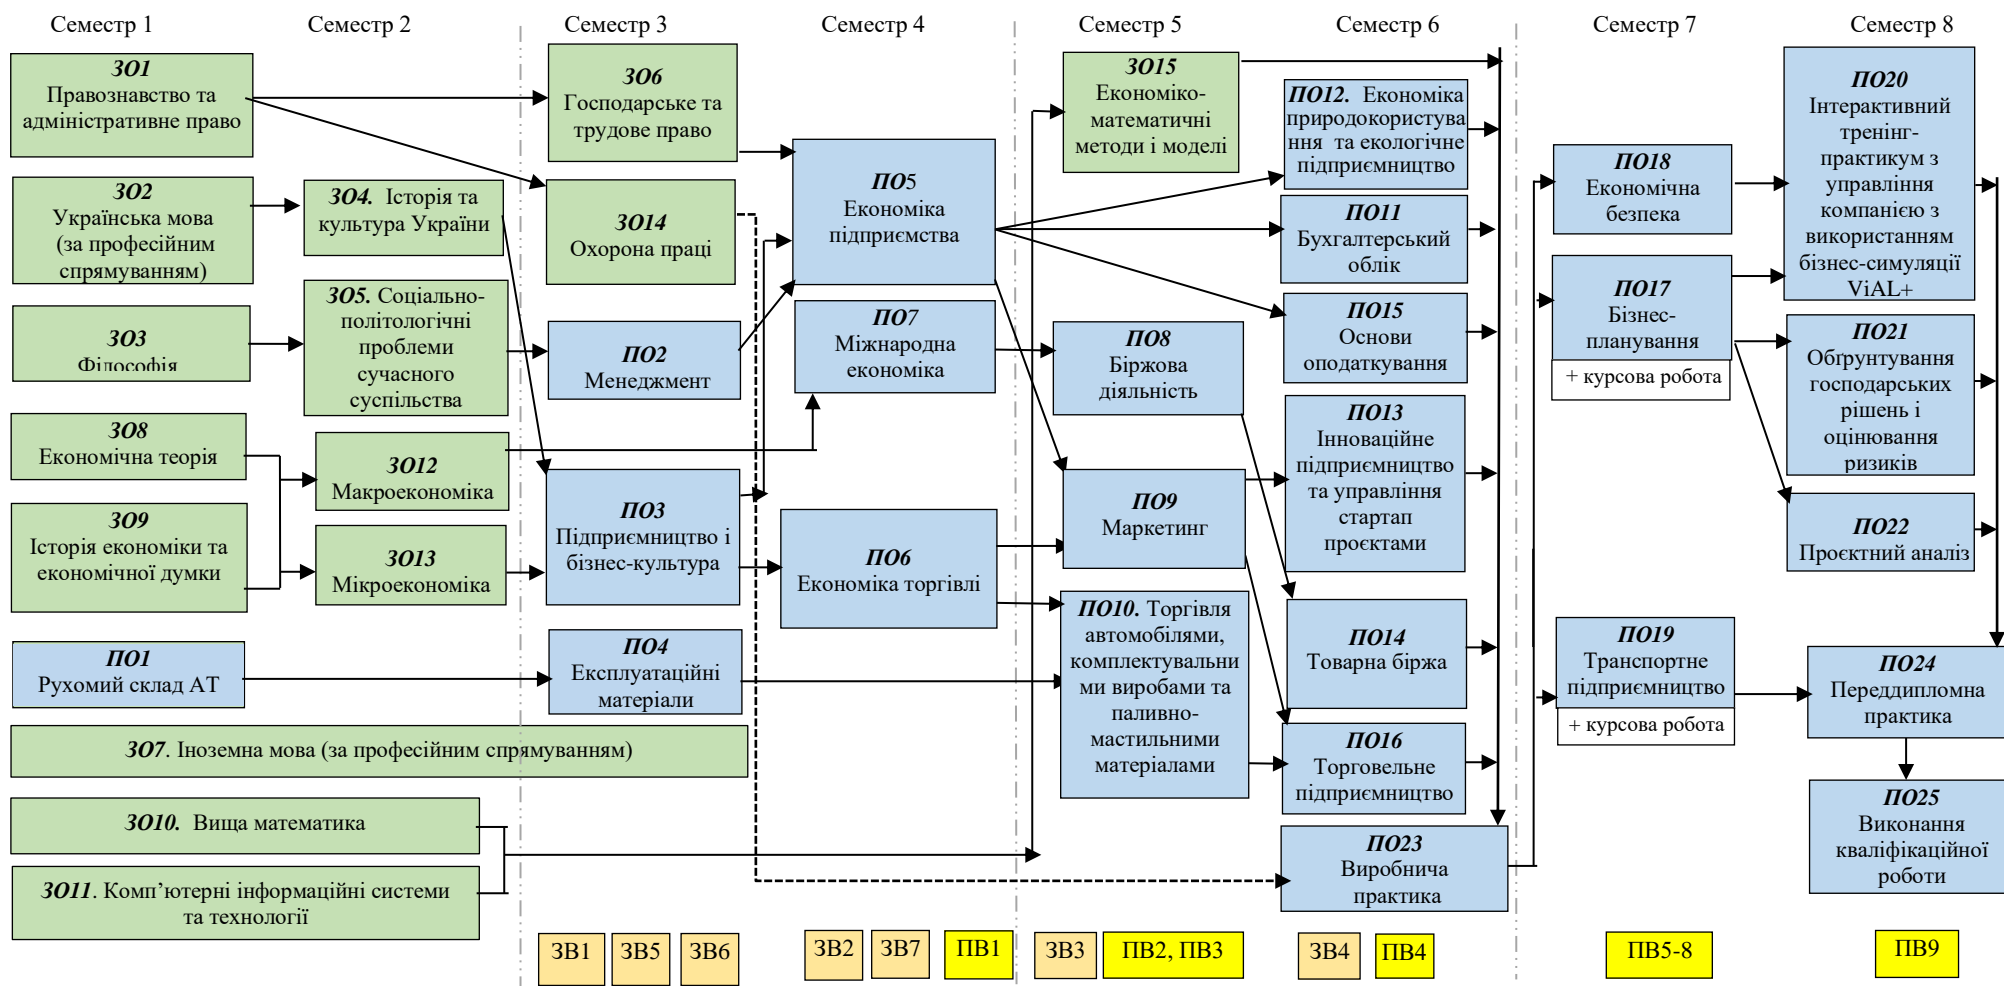 Семестр 1
Семестр 2
Семестр 3
Семестр 4
Семестр 5
Семестр 6
Семестр 7
Семестр 8
ЗО1
Правознавство та
адміністративне право
ЗО2
Українська мова
(за професійним
спрямуванням)
ЗО3
Філософія
ЗО8
Економічна теорія
ЗО9
Історія економіки та
економічної думки
ПО1
Рухомий склад АТ
ЗО7. Іноземна мова (за професійним спрямуванням)
ЗО10. Вища математика
ЗО11. Комп’ютерні інформаційні системи
та технології
ЗО4. Історія та
культура України
ЗО5. Соціально-
політологічні
проблеми
сучасного
суспільства
ЗО12
Макроекономіка
ЗО13
Мікроекономіка
ЗО6
Господарське та
трудове право
ЗО14
Охорона праці
ПО2
Менеджмент
ПО3
Підприємництво і
бізнес-культура
ПО4
Експлуатаційні
матеріали
ПО5
Економіка
підприємства
ПО7
Міжнародна
економіка
ПО6
Економіка торгівлі
ЗО15
Економіко-
математичні
методи і моделі
ПО8
Біржова
діяльність
ПО9
Маркетинг
ПО10. Торгівля
автомобілями,
комплектувальни
ми виробами та
паливно-
мастильними
матеріалами
ПО12. Економіка
природокористува
ння та екологічне
підприємництво
ПО11
Бухгалтерський
облік
ПО15
Основи
оподаткування
ПО13
Інноваційне
підприємництво
та управління
стартап
проєктами
ПО14
Товарна біржа
ПО16
Торговельне
підприємництво
ПО23
Виробнича
практика
ПО18
Економічна
безпека
ПО17
Бізнес-
планування
+ курсова робота
ПО19
Транспортне
підприємництво
+ курсова робота
ПО20
Інтерактивний
тренінг-
практикум з
управління
компанією з
використанням
бізнес-симуляції
ViAL+
ПО21
Обґрунтування
господарських
рішень і
оцінювання
ризиків
ПО22
Проєктний аналіз
ПО24
Переддипломна
практика
ПО25
Виконання
кваліфікаційної
роботи
ЗВ1
ЗВ5
ЗВ6
ЗВ2
ЗВ7
ПВ1
ЗВ3
ПВ2, ПВ3
ЗВ4
ПВ4
ПВ5-8
ПВ9